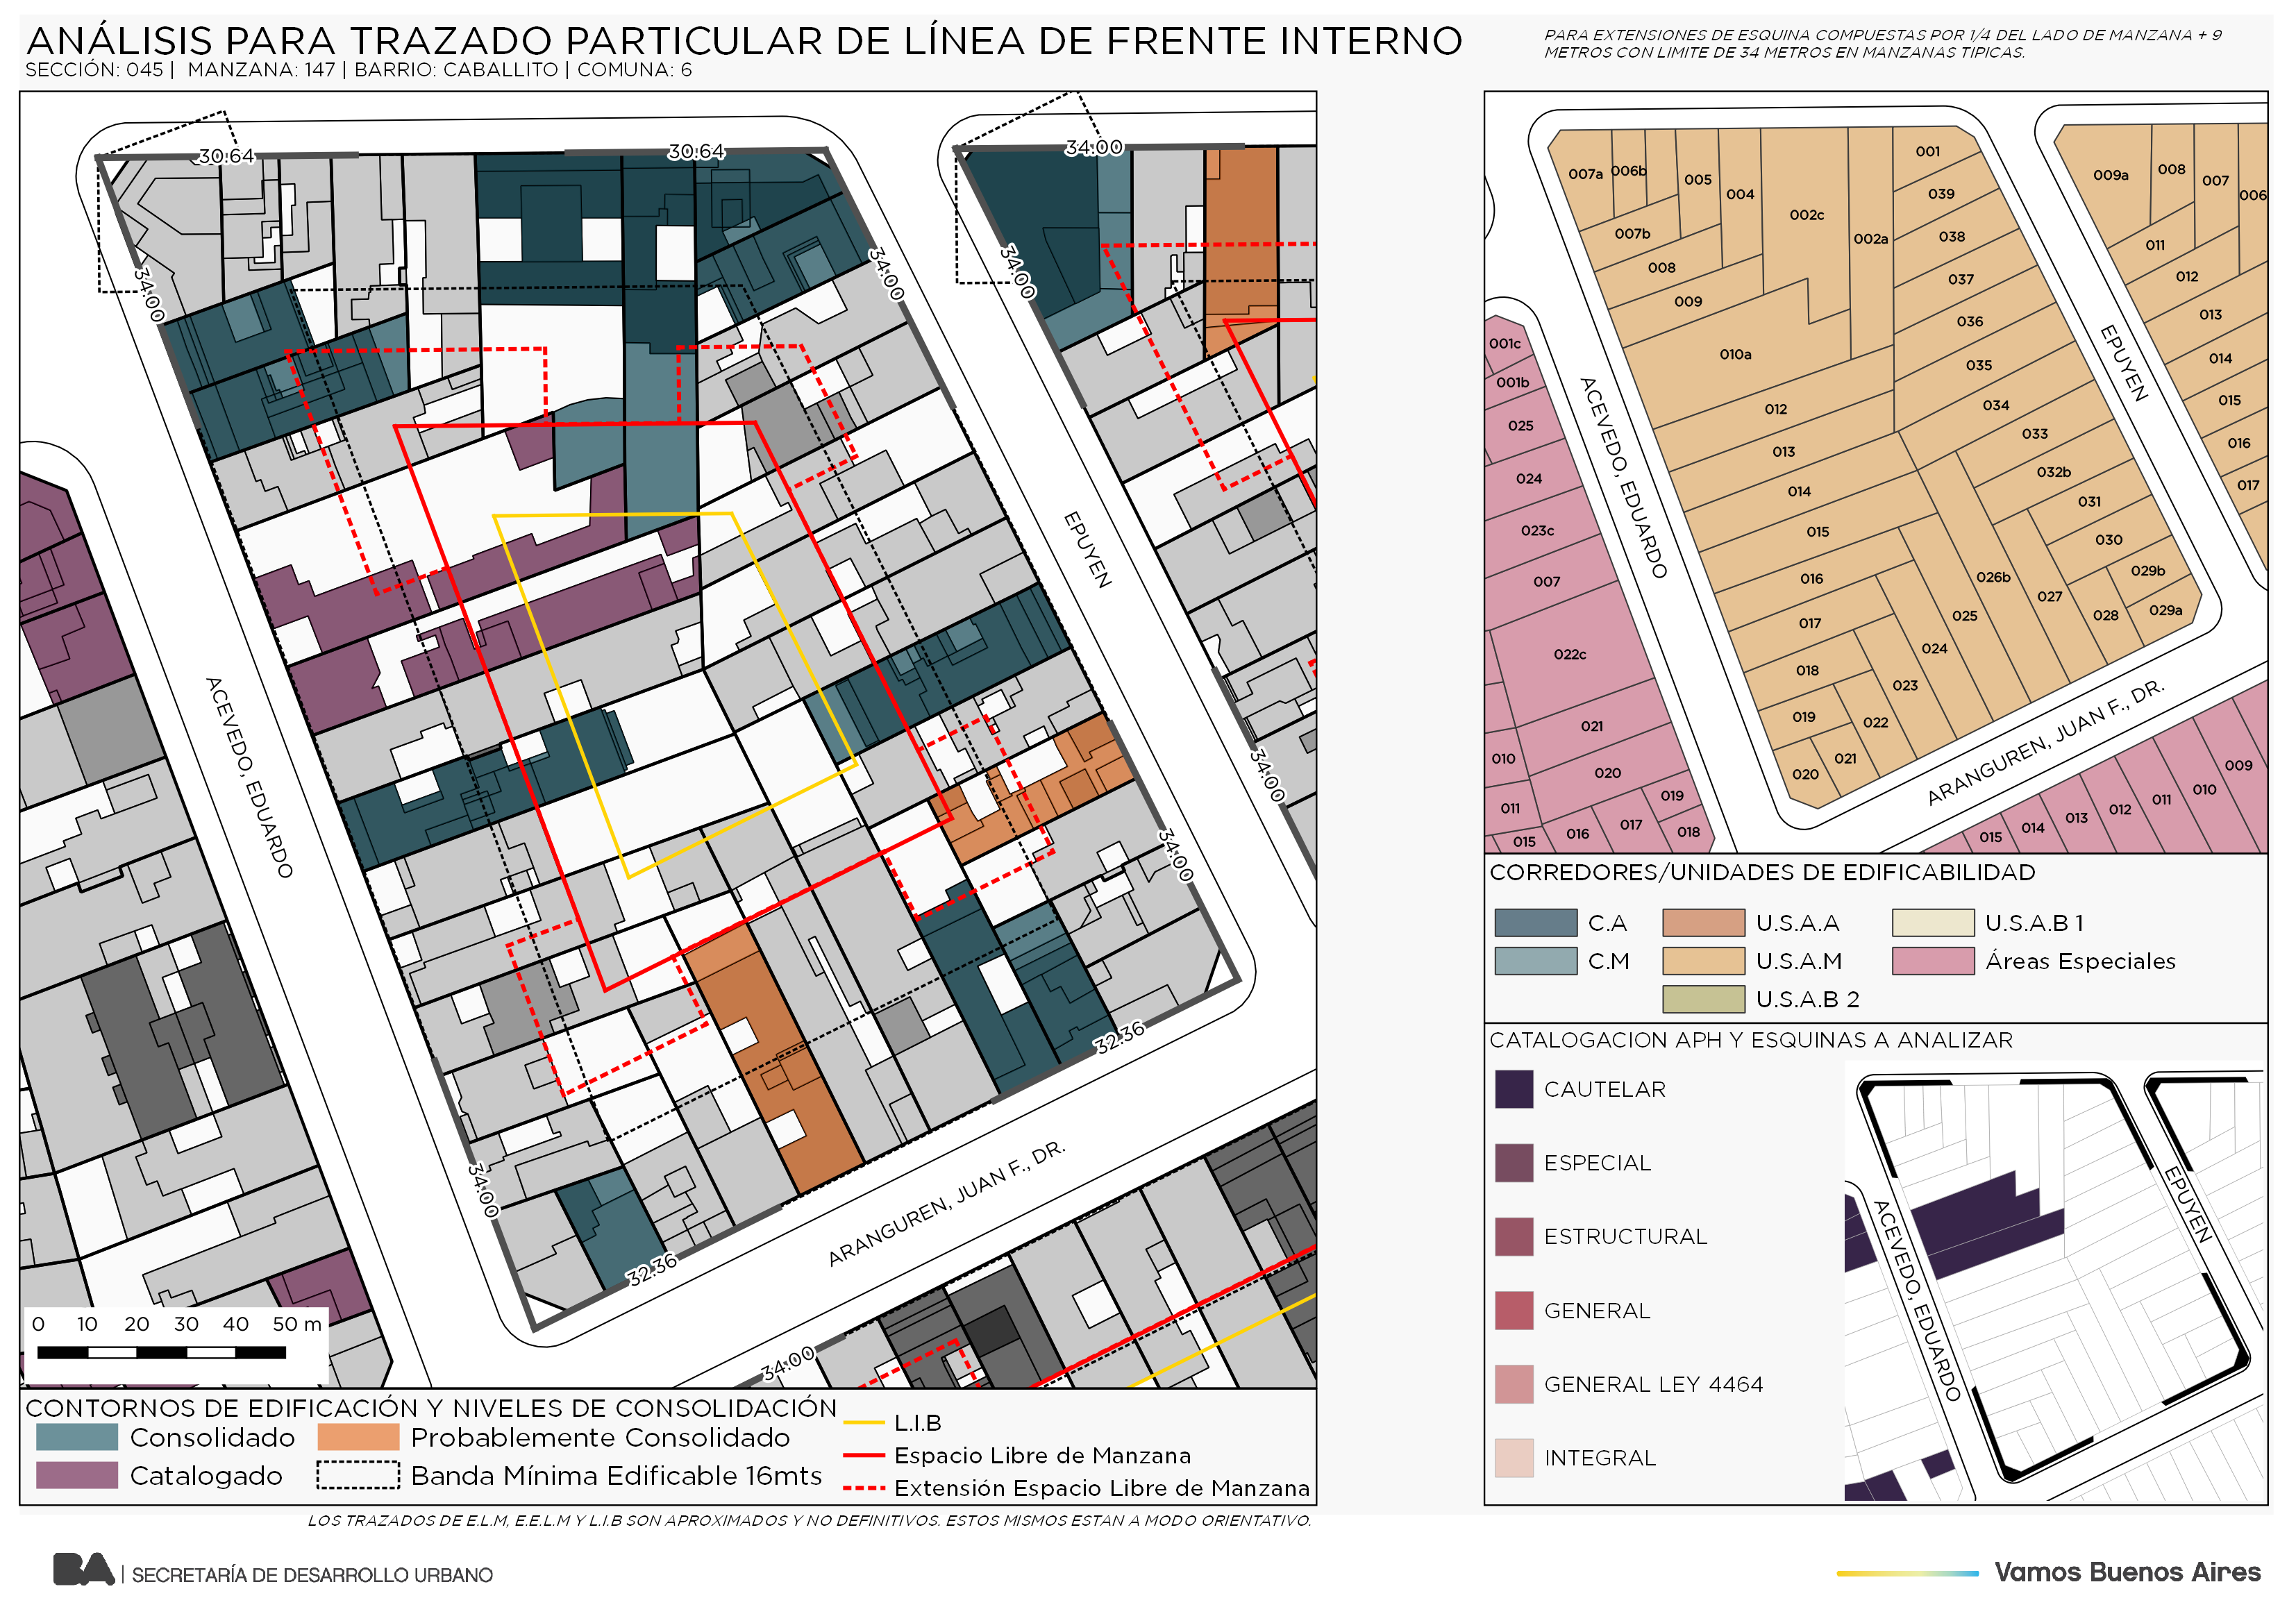 ANÁLISIS PARA TRAZADO PARTICULAR DE LÍNEA DE FRENTE INTERNO
SECCIÓN: 045 | MANZANA: 147 | BARRIO: CABALLITO | COMUNA: 6
PARA EXTENSIONES DE ESQUINA COMPUESTAS POR 1/4 DEL LADO DE MANZANA + 9
METROS CON LIMITE DE 34 METROS EN MANZANAS TIPICAS.
30.64
30.64
34.00
34.00
34.00
34.00
EPUYEN
ACEVEDO, EDUARDO
34.00
34.00
32.36
34.00
32.36
ARANGUREN, JUAN F., DR.
34.00
0 10 20 30 40 50 m
CONTORNOS DE EDIFICACIÓN Y NIVELES DE CONSOLIDACIÓN
Consolidado
Probablemente Consolidado
Catalogado
Banda Mínima Edificable 16mts
L.I.B
Espacio Libre de Manzana
Extensión Espacio Libre de Manzana
LOS TRAZADOS DE E.L.M, E.E.L.M Y L.I.B SON APROXIMADOS Y NO DEFINITIVOS. ESTOS MISMOS ESTAN A MODO ORIENTATIVO.
007a
006b
005
004
002c
002a
001
039
038
037
036
035
034
033
032b
031
030
029b
029a
028
027
026b
025
024
023
022
021
020
019
018
017
016
015
014
013
012
010a
009
008
007b
009a
008
007
006
011
012
013
014
015
016
017
001c
001b
025
024
023c
007
022c
021
020
019
018
017
016
015
011
010
015
014
013
012
011
010
009
ACEVEDO, EDUARDO
EPUYEN
ARANGUREN, JUAN F., DR.
CORREDORES/UNIDADES DE EDIFICABILIDAD
C.A
U.S.A.A
U.S.A.B 1
C.M
U.S.A.M
Áreas Especiales
U.S.A.B 2
CATALOGACION APH Y ESQUINAS A ANALIZAR
CAUTELAR
ESPECIAL
ESTRUCTURAL
GENERAL
GENERAL LEY 4464
INTEGRAL
EPUYEN
ACEVEDO, EDUARDO
BA | SECRETARÍA DE DESARROLLO URBANO
Vamos Buenos Aires